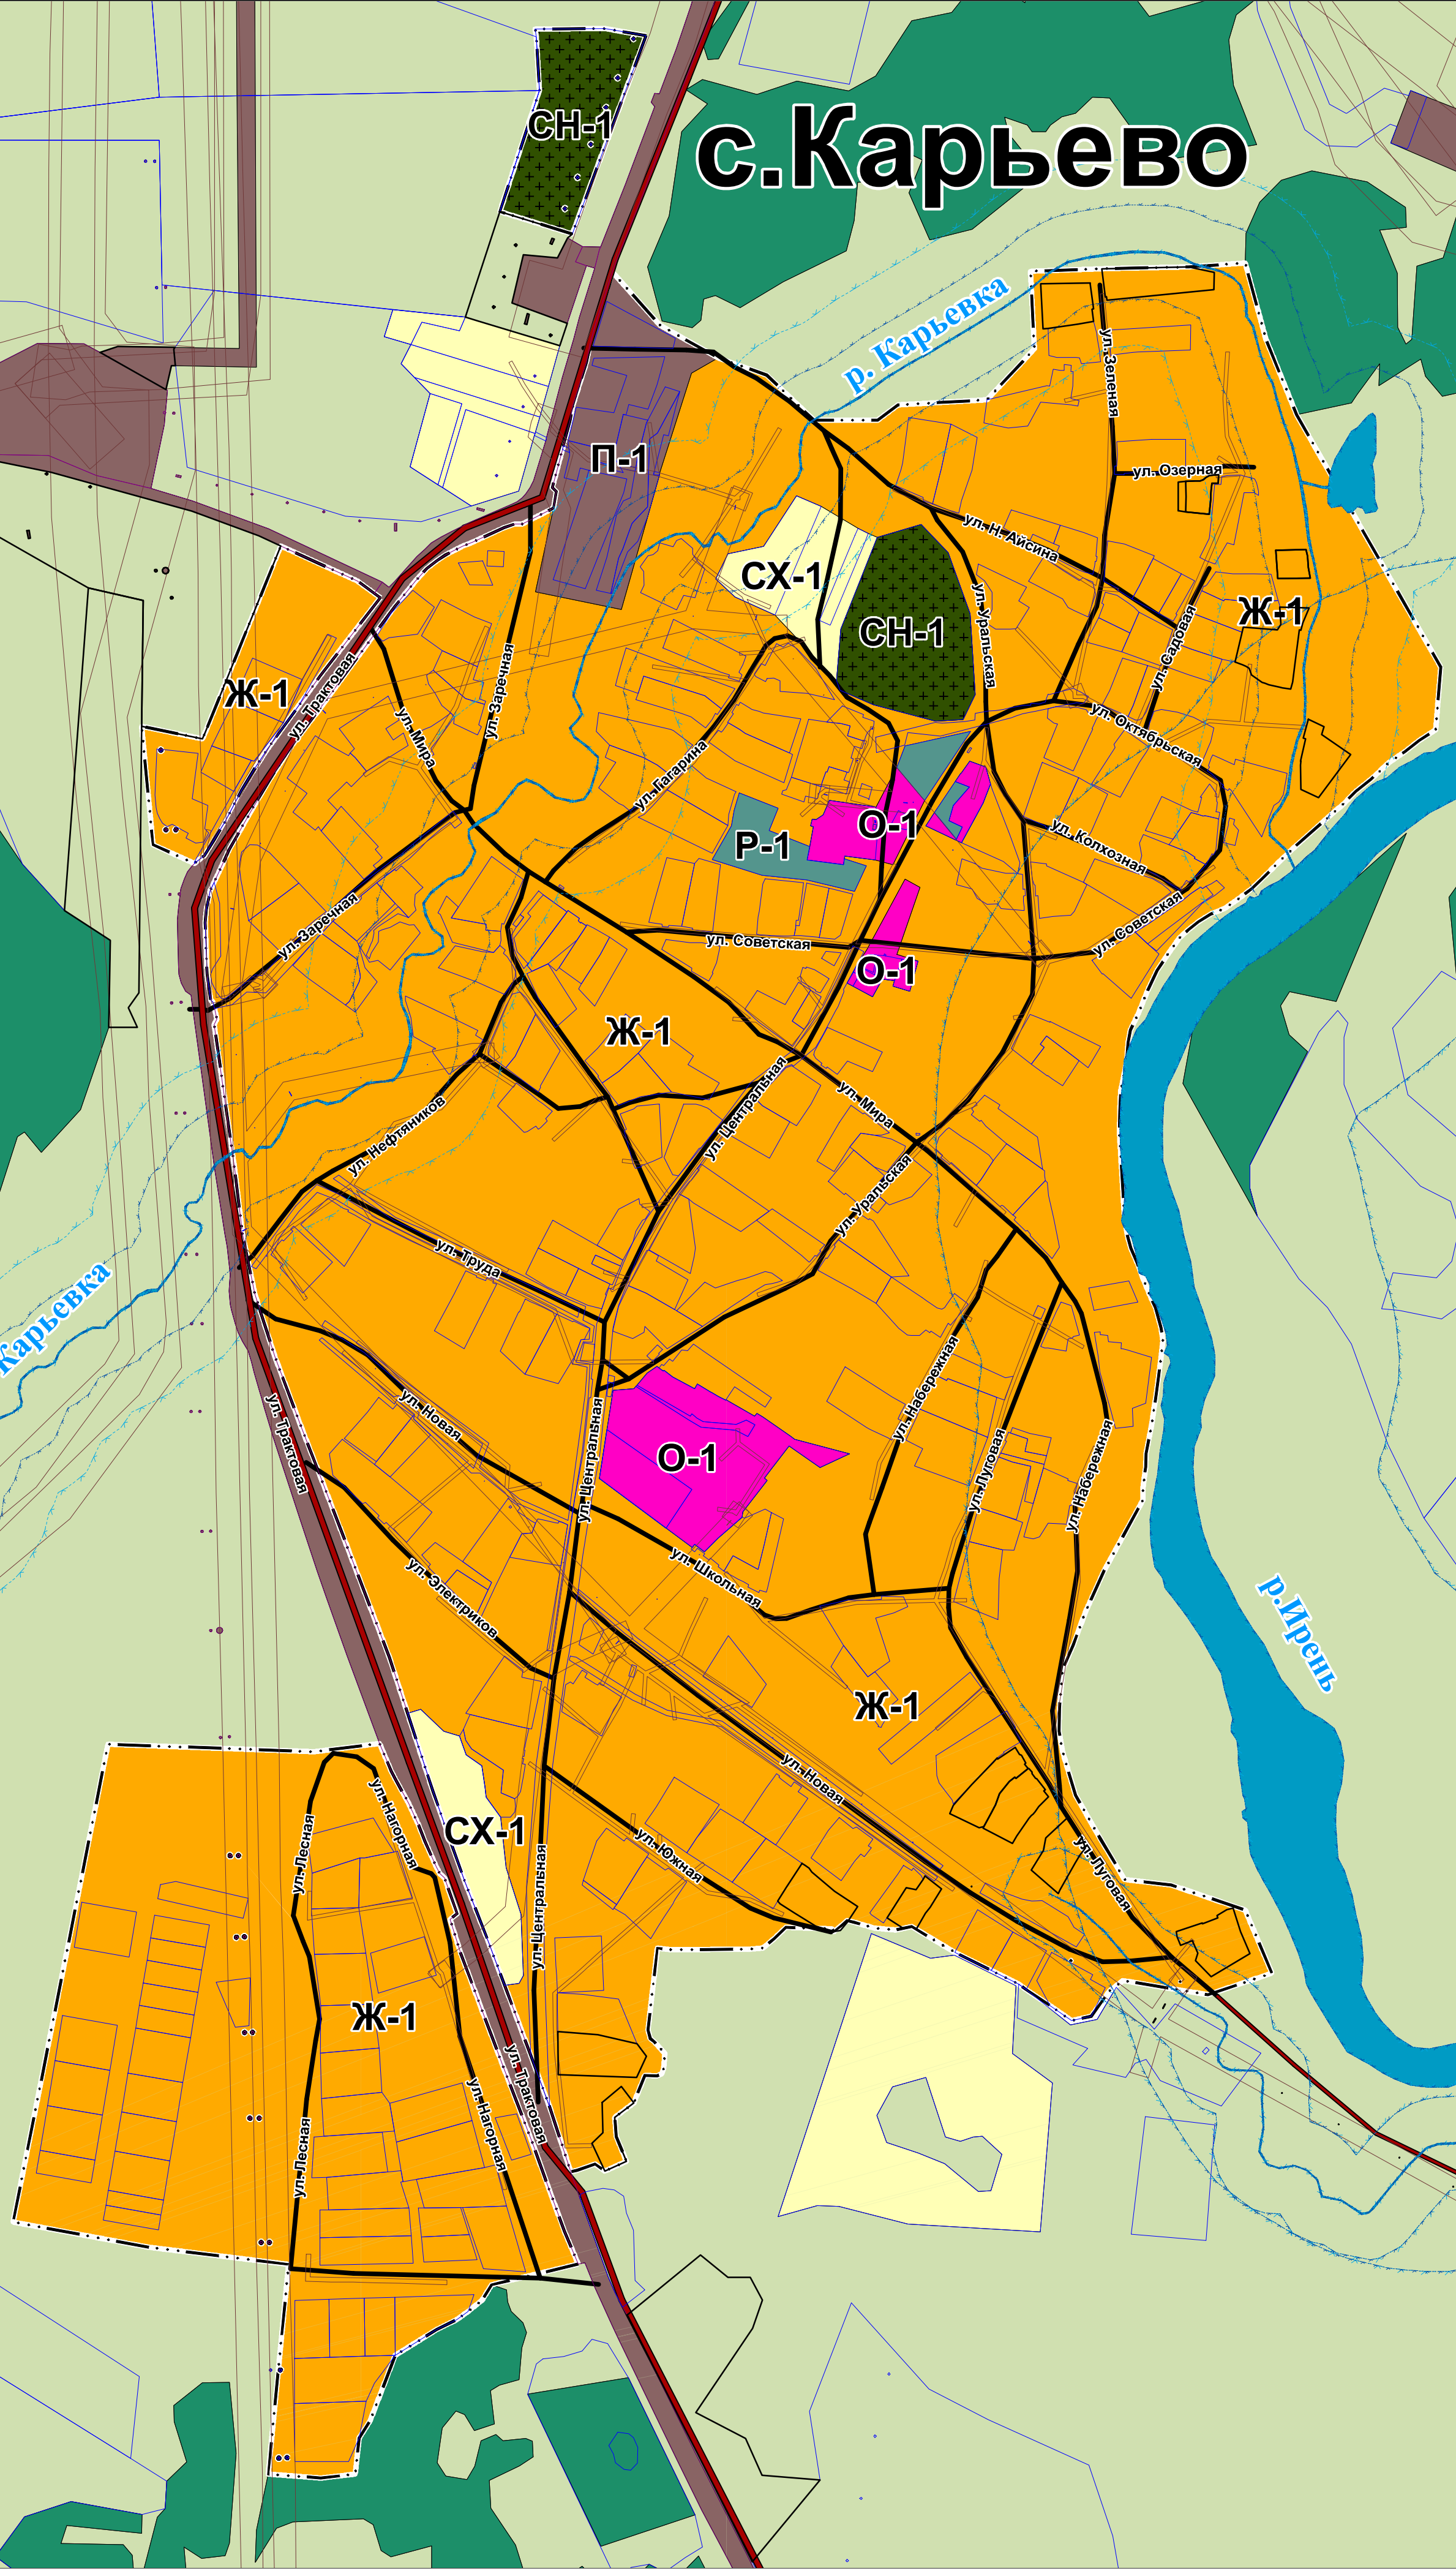 СН-1
с.Карьево
р. Карьевка
ул. Зеленая
П-1
ул. Озерная
ул. Н. Айсина
СХ-1
СН-1
ул. Уральская
Ж-1
ул. Садовая
Ж-1
ул. Трактовая
ул. Заречная
ул. Мира
ул. Гагарина
ул. Октябрьская
О-1
Р-1
ул. Колхозная
ул. Заречная
ул. Советская
ул. Советская
О-1
Ж-1
ул. Нефтяников
ул. Центральная
ул. Мира
ул. Уральская
ул. Труда
Карьевка
ул. Набережная
ул. Трактовая
ул. Новая
ул. Центральная
О-1
ул. Луговая
ул. Набережная
ул. Школьная
ул. Электриков
р.Ирень
Ж-1
ул. Новая
ул. Лесная
ул. Нагорная
СХ-1
ул. Южная
ул. Луговая
ул. Центральная
Ж-1
ул. Трактовая
ул. Нагорная
ул. Лесная